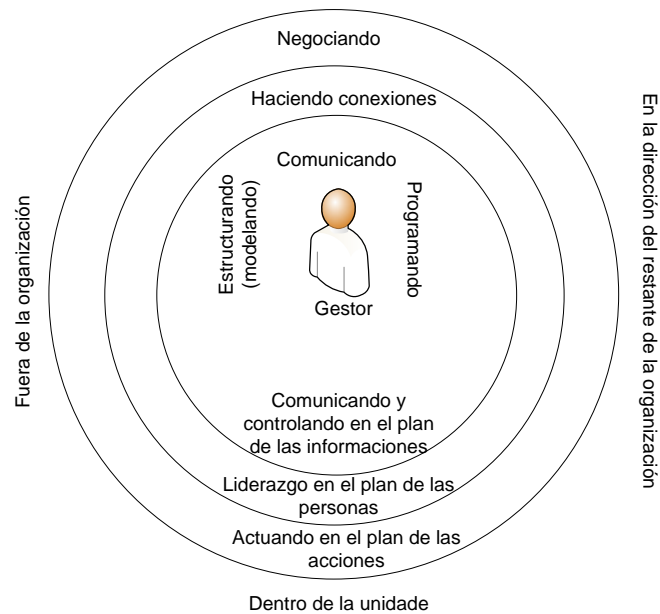 Negociando
Haciendo conexiones
Comunicando
Estructurando
(modelando)
Programando
Gestor
Fuera de la organización
En la dirección del restante de la organización
Comunicando y
controlando en el plan
de las informaciones
Liderazgo en el plan de las
personas
Actuando en el plan de las
acciones
Dentro de la unidade